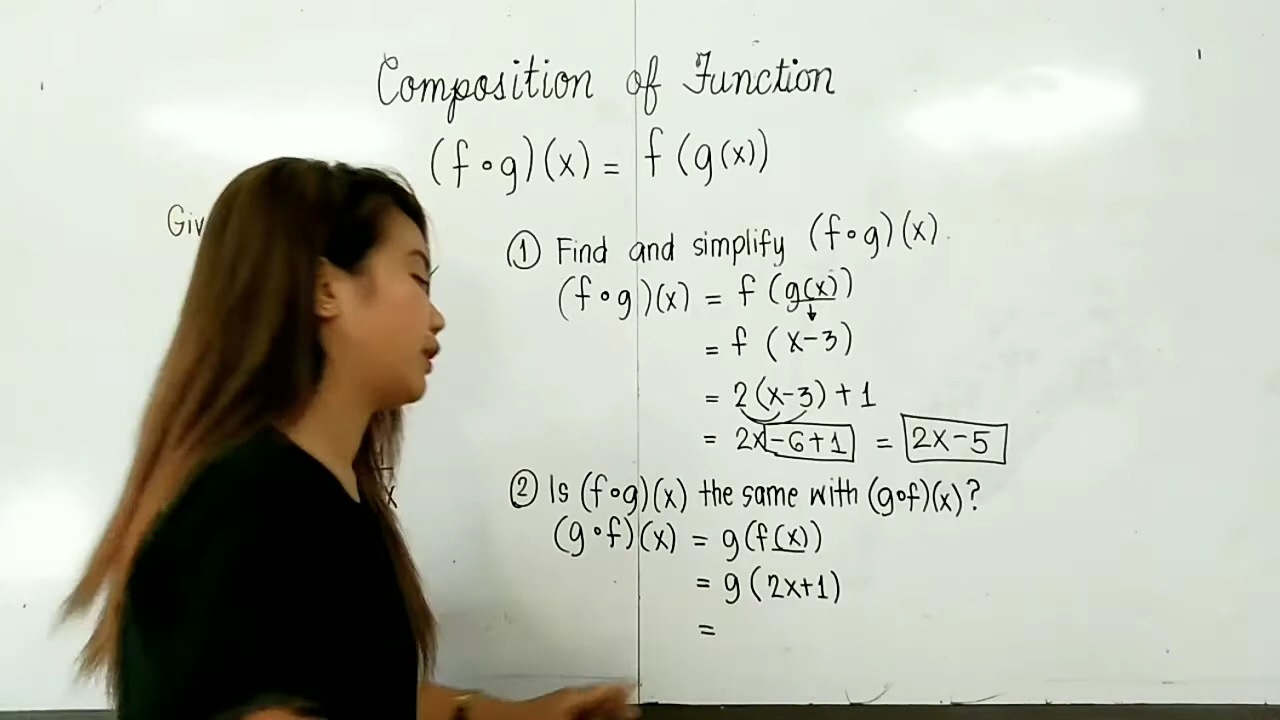 Composition of Function
(f∘g)(x) = f(g(x))
Giv
① Find and simplify (f∘g)(x).
(f∘g)(x) = f(g(x))
= f (x-3)
= 2(x-3)+1
= 2x-6+1 = 2x-5
② Is (f∘g)(x) the same with (g∘f)(x)?
(g∘f)(x) = g(f(x))
= g(2x+1)
=
x